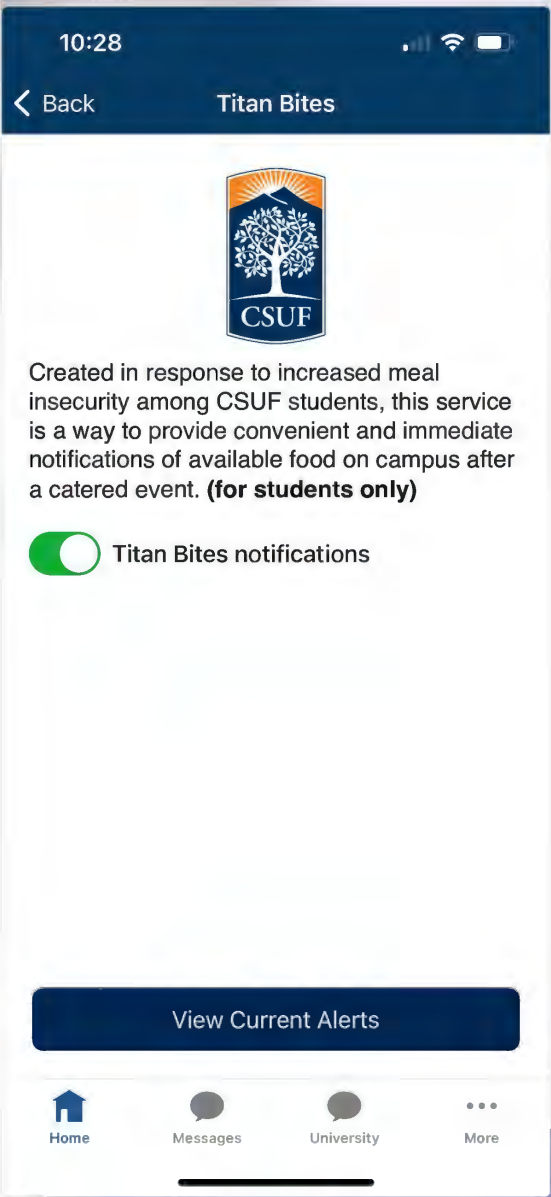 10:28
Back
Titan Bites
CSUF
Created in response to increased meal
insecurity among CSUF students, this service
is a way to provide convenient and immediate
notifications of available food on campus after
a catered event. (for students only)
Titan Bites notifications
View Current Alerts
Home
Messages
University
More